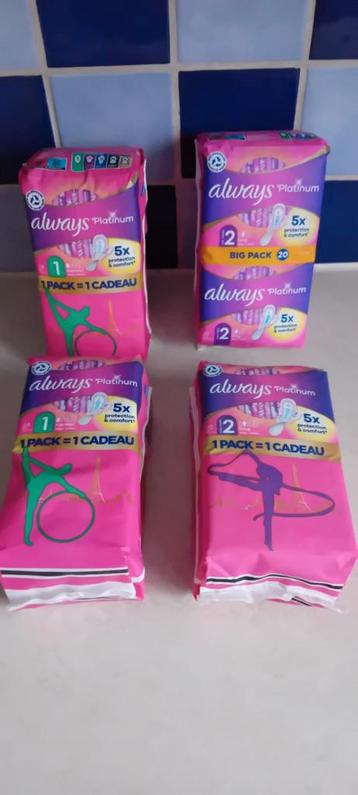 always Platinum
1
5x
protection
& comfort*
1 PACK = 1 CADEAU
always Platinum
2
5x
protection
& comfort*
BIG PACK 20
always Platinum
2
5x
protection
& comfort*
always Platinum
1
5x
protection
& comfort*
1 PACK = 1 CADEAU
always Platinum
2
5x
protection
& comfort*
1 PACK = 1 CADEAU